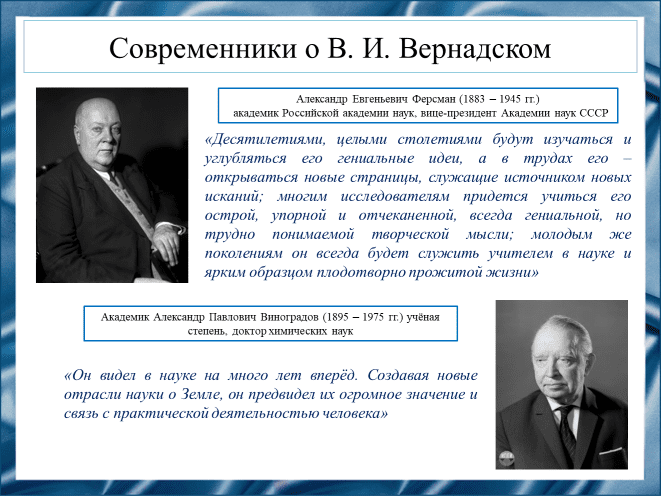 Современники о В. И. Вернадском
Александр Евгеньевич Ферсман (1883 – 1945 гг.)
академик Российской академии наук, вице-президент Академии наук СССР
«Десятилетиями, целыми столетиями будут изучаться и
углубляться его гениальные идеи, а в трудах его –
открываться новые страницы, служащие источником новых
исканий; многим исследователям придется учиться его
острой, упорной и отчеканенной, всегда гениальной, но
трудно понимаемой творческой мысли; молодым же
поколениям он всегда будет служить учителем в науке и
ярким образцом плодотворно прожитой жизни»
Академик Александр Павлович Виноградов (1895 – 1975 гг.) учёная
степень, доктор химических наук
«Он видел в науке на много лет вперёд. Создавая новые
отрасли науки о Земле, он предвидел их огромное значение и
связь с практической деятельностью человека»